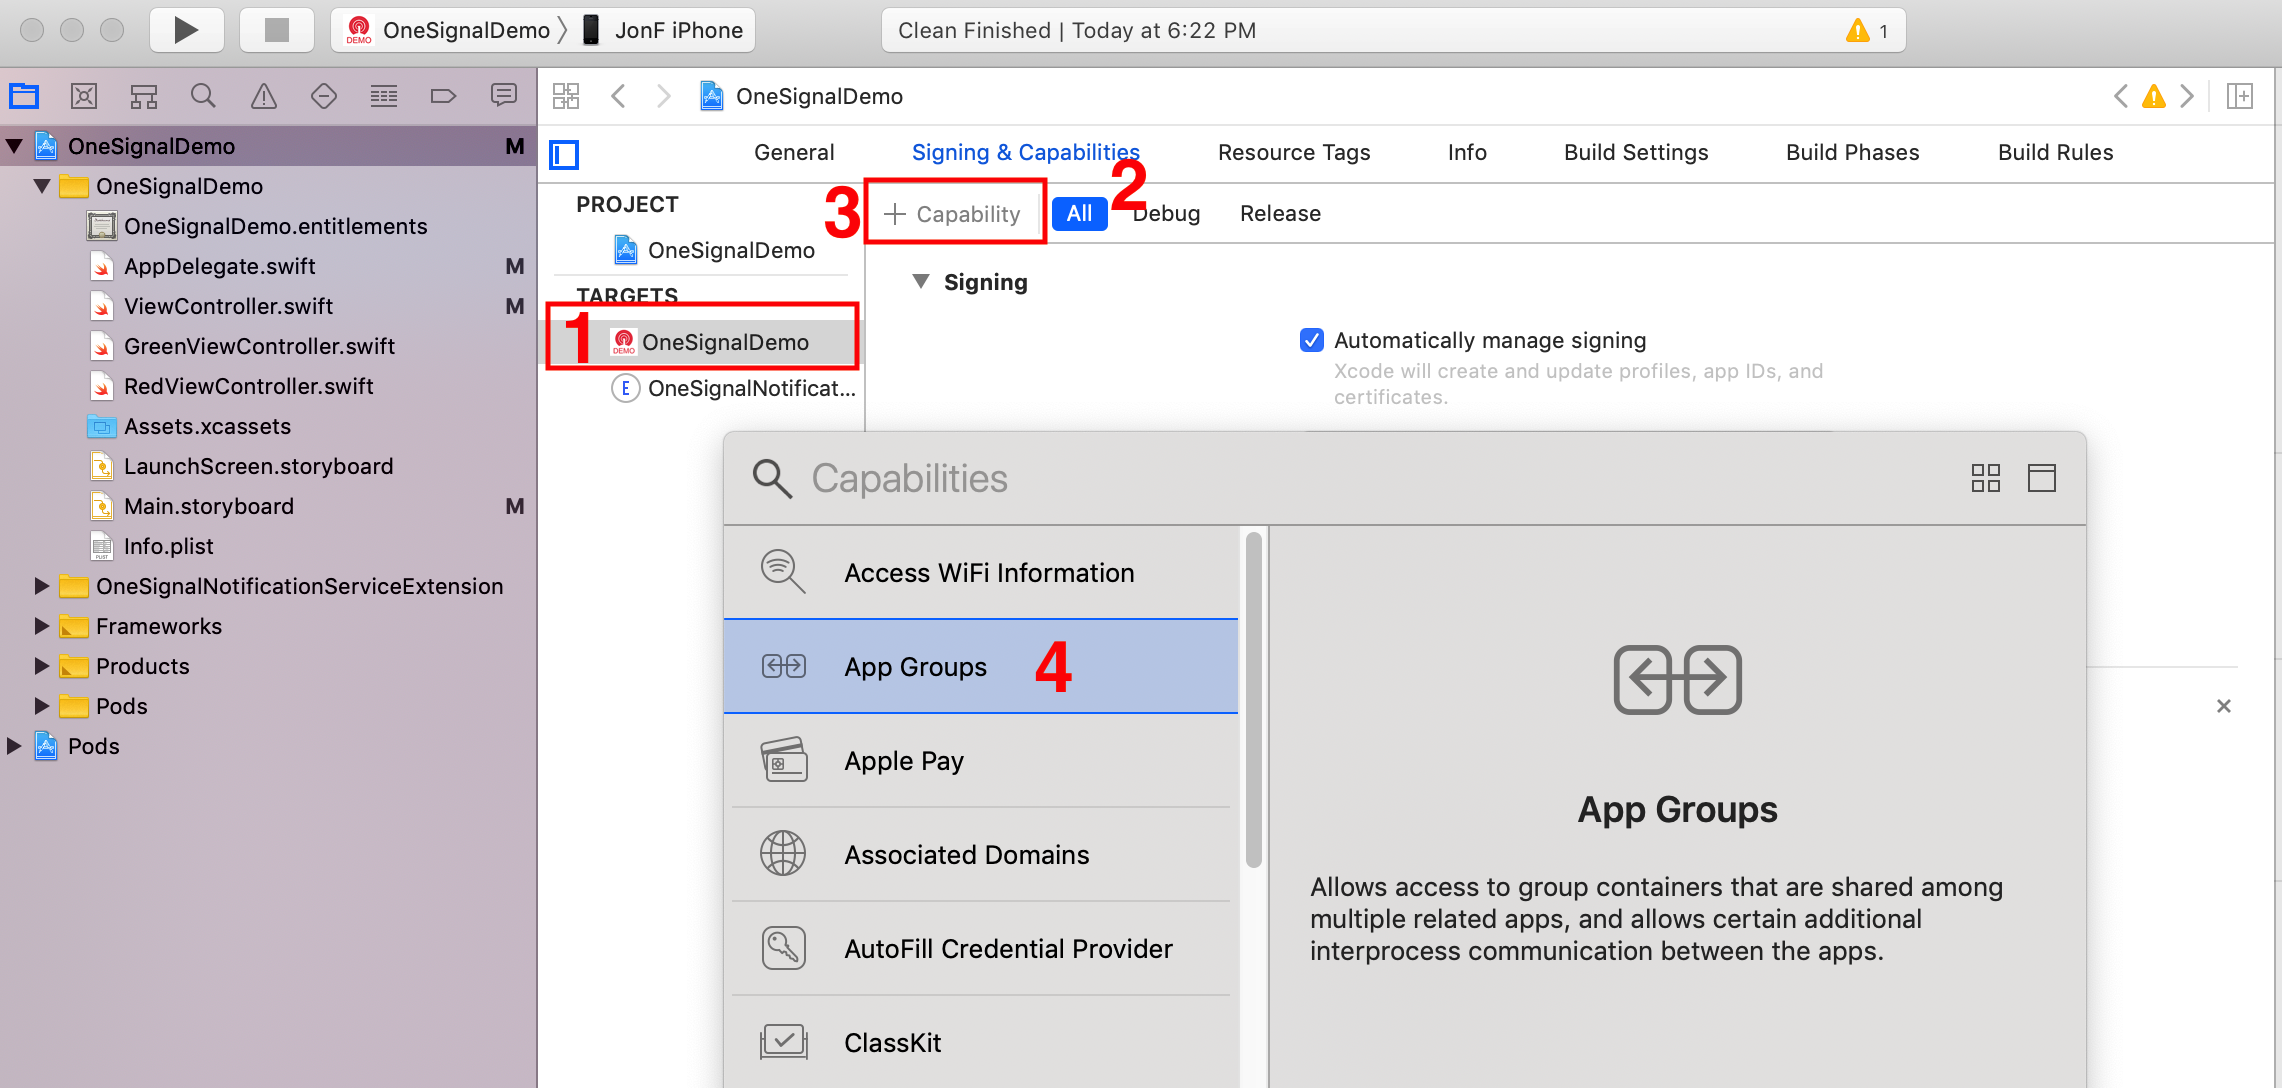 DEMO
OneSignalDemo
JonF iPhone
Clean Finished | Today at 6:22 PM
1
OneSignalDemo
General
Signing & Capabilities
Resource Tags
Info
Build Settings
Build Phases
Build Rules
2
3
+ Capability
All
Debug
Release
OneSignalDemo M
OneSignalDemo
OneSignalDemo.entitlements
AppDelegate.swift M
ViewController.swift M
GreenViewController.swift
RedViewController.swift
Assets.xcassets
LaunchScreen.storyboard
Main.storyboard M
PLIST
Info.plist
OneSignalNotificationServiceExtension
Frameworks
Products
Pods
Pods
PROJECT
OneSignalDemo
TARGETS
1
DEMO
OneSignalDemo
E
OneSignalNotificat...
Signing
Automatically manage signing
Xcode will create and update profiles, app IDs, and
certificates.
Capabilities
Access WiFi Information
App Groups
4
Apple Pay
Associated Domains
AutoFill Credential Provider
ClassKit
App Groups
Allows access to group containers that are shared among
multiple related apps, and allows certain additional
interprocess communication between the apps.